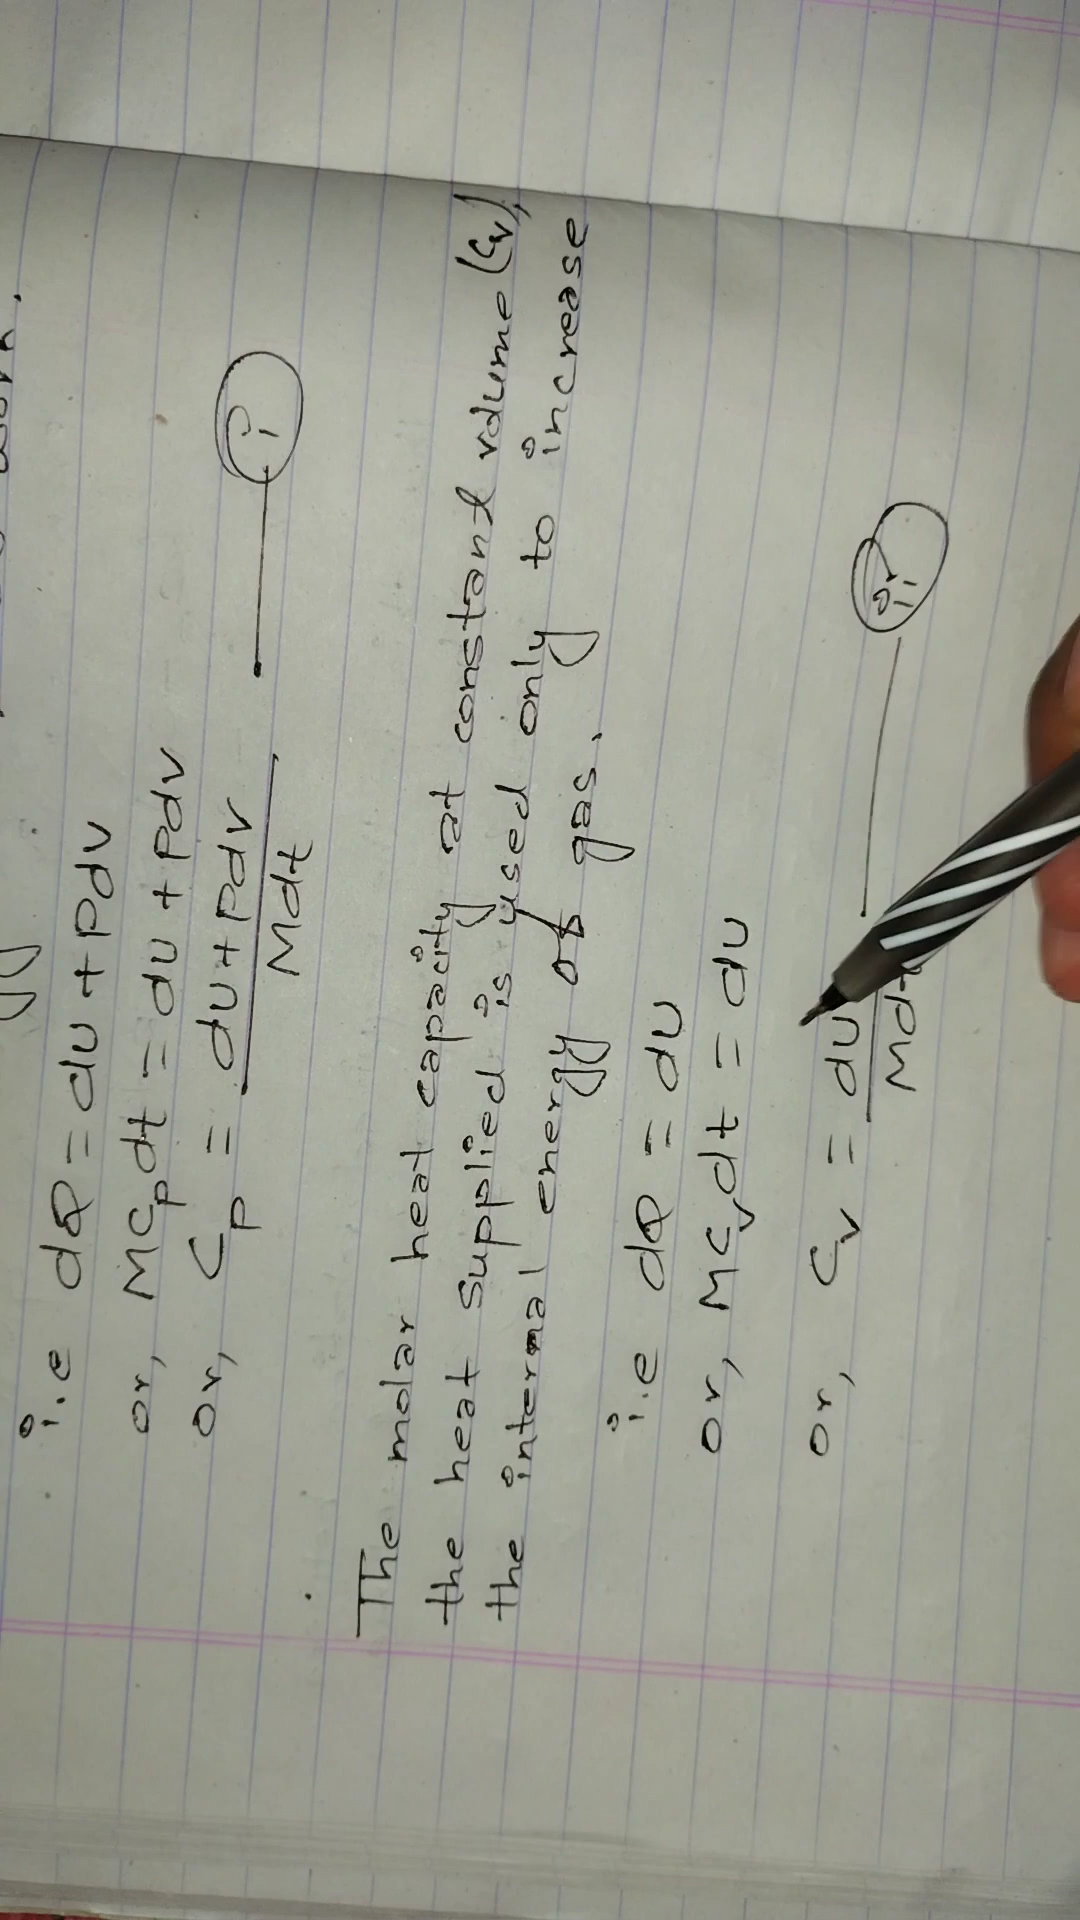 i.e dQ = du + Pdv
or, MCpdt = du + Pdv
or, Cp = du + Pdv / Mdt i
The molar heat capacity at constant volume (Cv),
the heat supplied is used only to increase
the internal energy of gas.
i.e dQ = du
or, MCvdt = du
or, Cv = du / Mdt ii